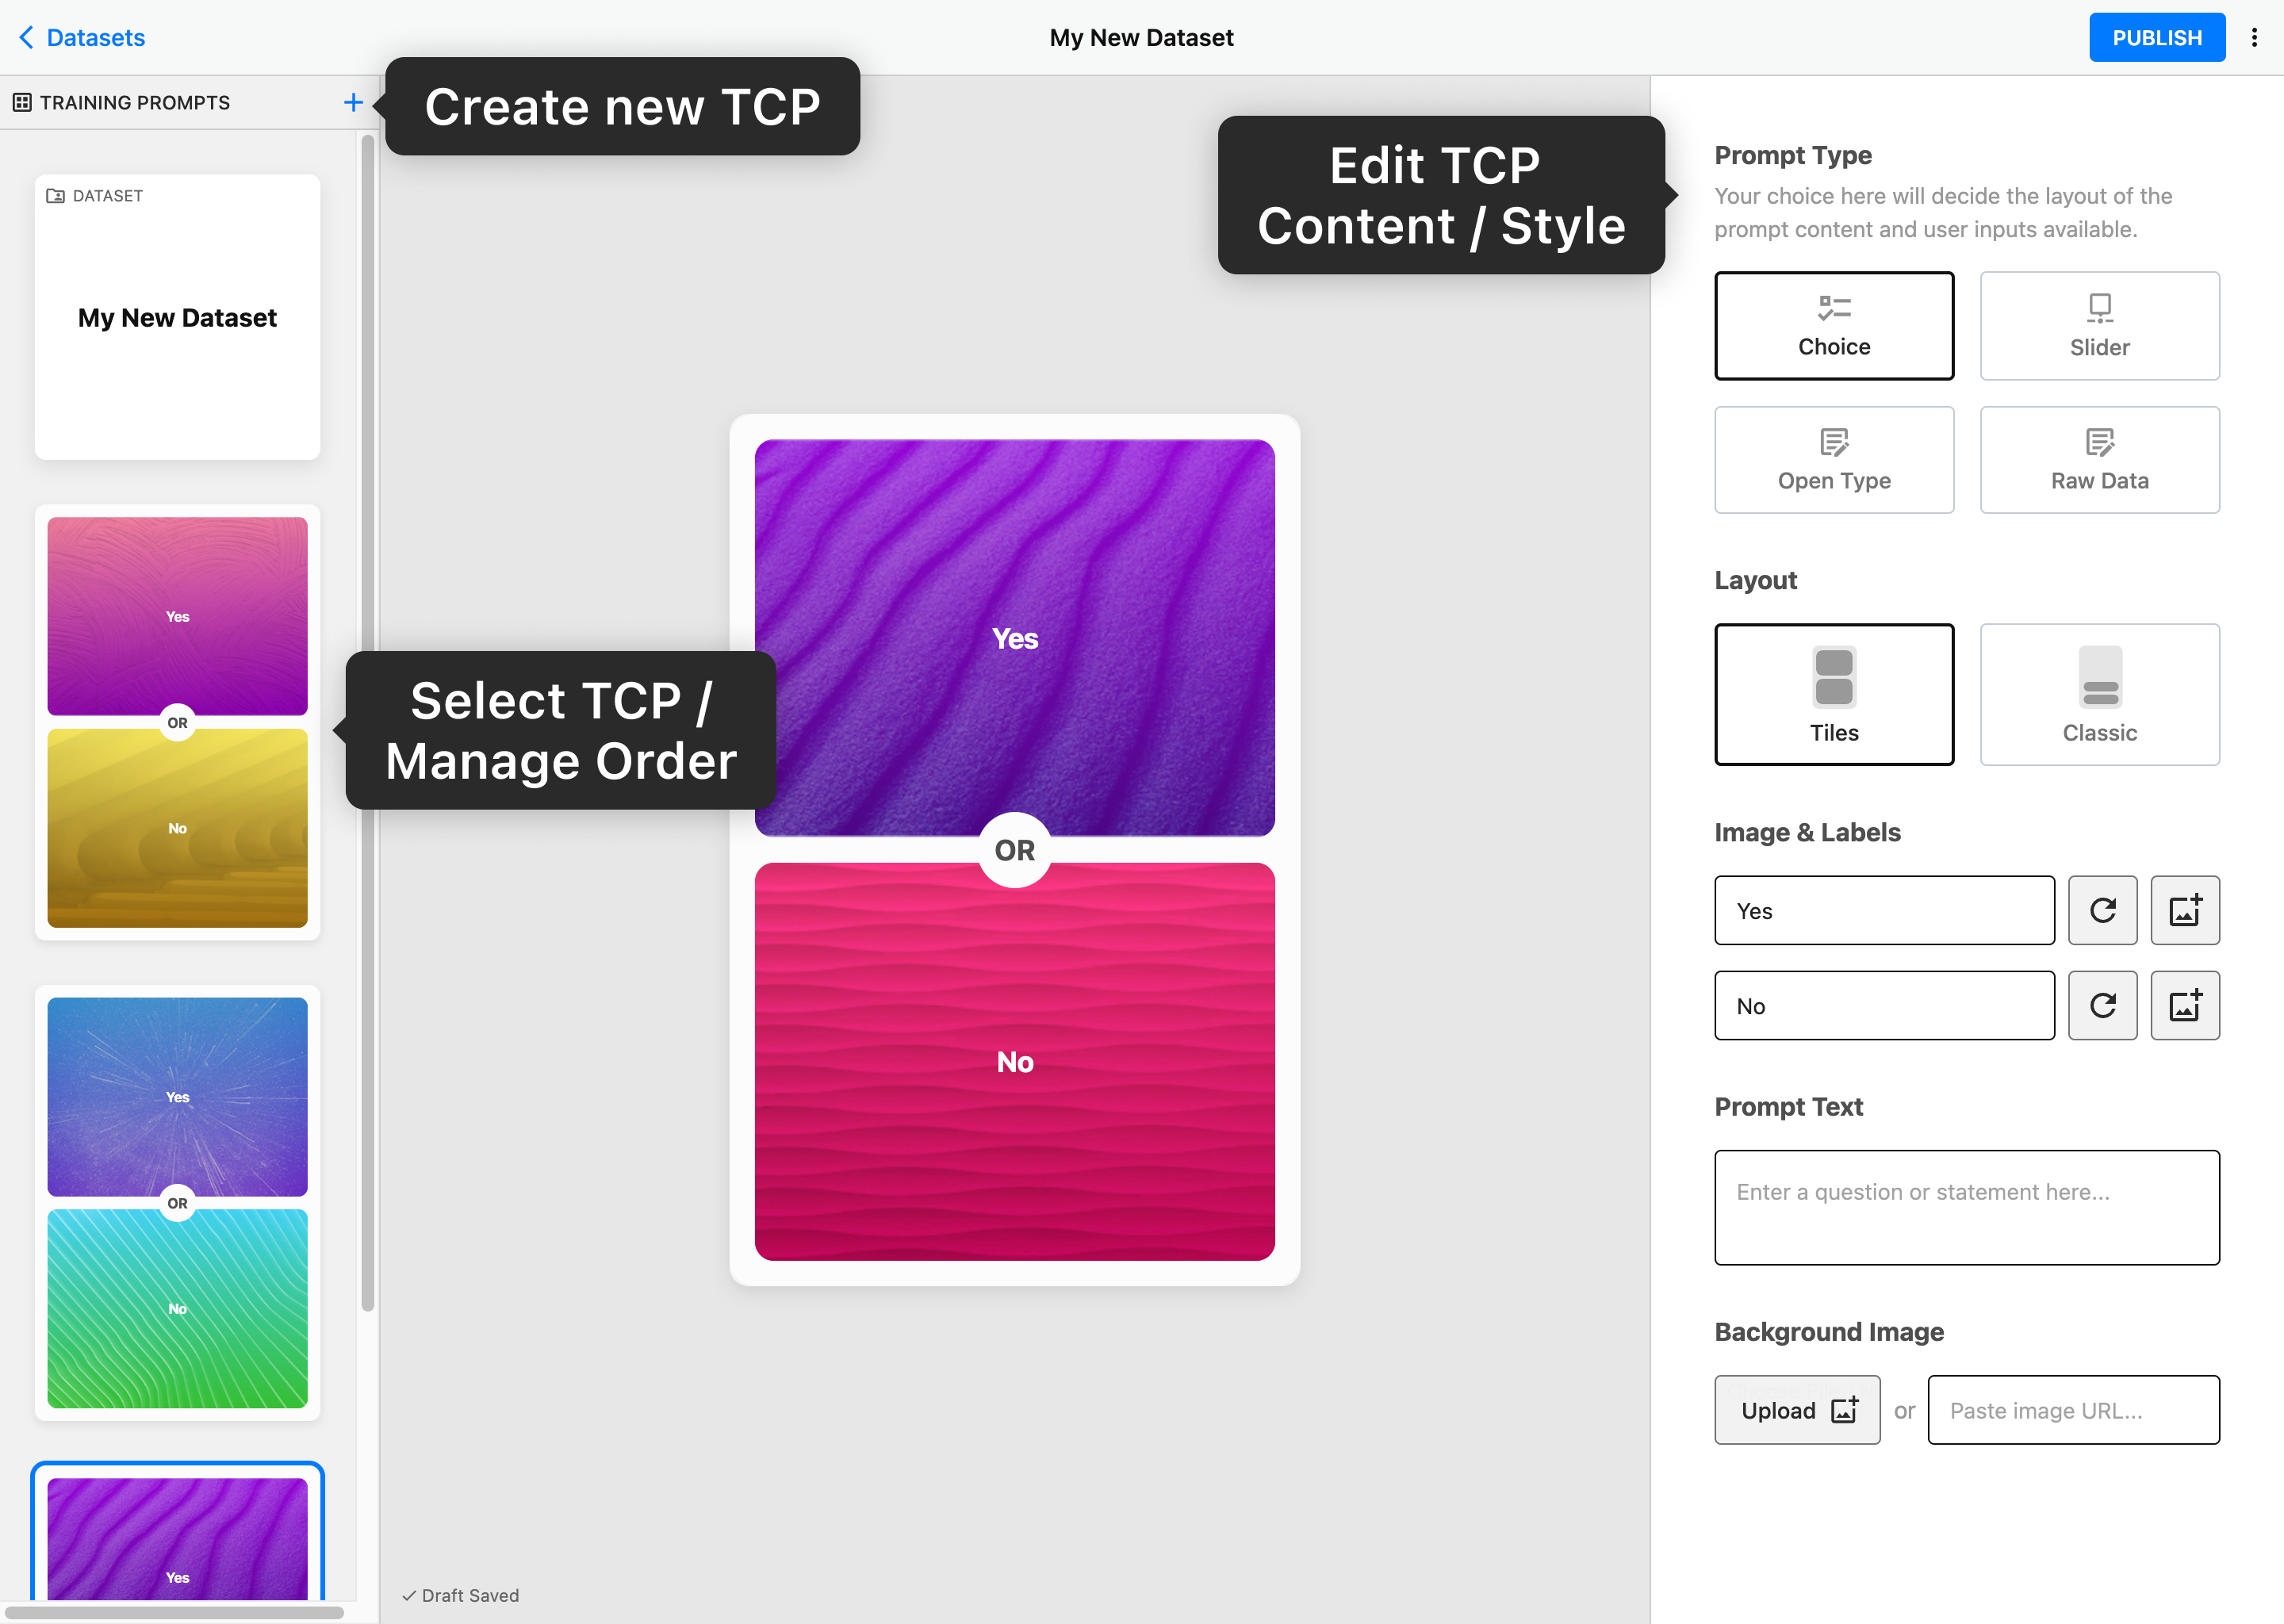 Datasets
My New Dataset
PUBLISH
TRAINING PROMPTS
Create new TCP
DATASET
My New Dataset
Yes
OR
No
Select TCP /
Manage Order
Yes
OR
No
Yes
Yes
OR
No
Draft Saved
Edit TCP
Content / Style
Prompt Type
Your choice here will decide the layout of the
prompt content and user inputs available.
Choice
Slider
Open Type
Raw Data
Layout
Tiles
Classic
Image & Labels
Yes
No
Prompt Text
Enter a question or statement here...
Background Image
Upload
or
Paste image URL...